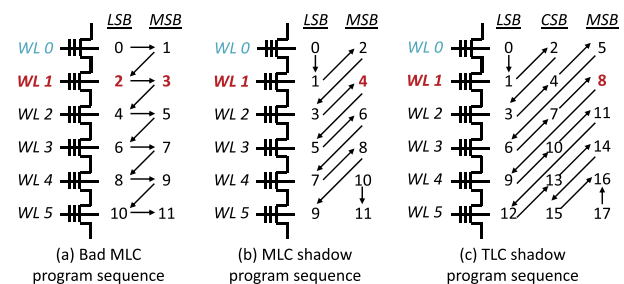 LSB MSB LSB MSB LSB CSB MSB
WL 0 0 1 WL 0 0 2 WL 0 0 2 5
WL 1 2 3 WL 1 1 4 WL 1 1 4 8
WL 2 4 5 WL 2 3 6 WL 2 3 7 11
WL 3 6 7 WL 3 5 8 WL 3 6 10 14
WL 4 8 9 WL 4 7 10 WL 4 9 13 16
WL 5 10 11 WL 5 9 11 WL 5 12 15 17
(a) Bad MLC (b) MLC shadow (c) TLC shadow
program sequence program sequence program sequence